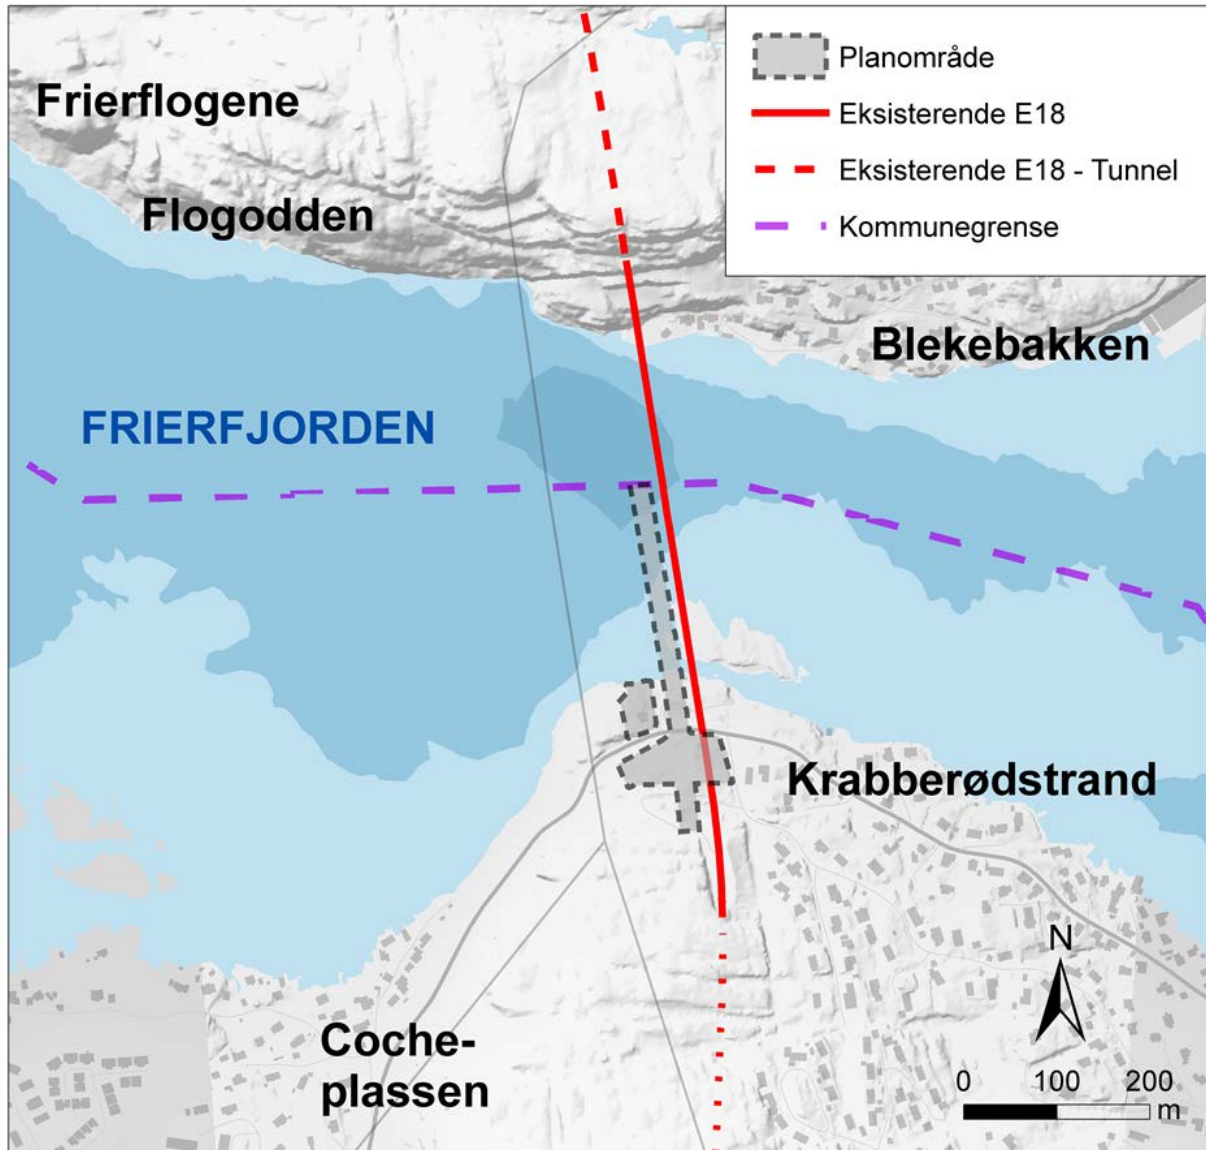 Frierflogene
Flogodden
Planområde
Eksisterende E18
Eksisterende E18 - Tunnel
Kommunegrense
Blekebakken
FRIERFJORDEN
Krabberødstrand
Coche-
plassen
N
0 100 200
m